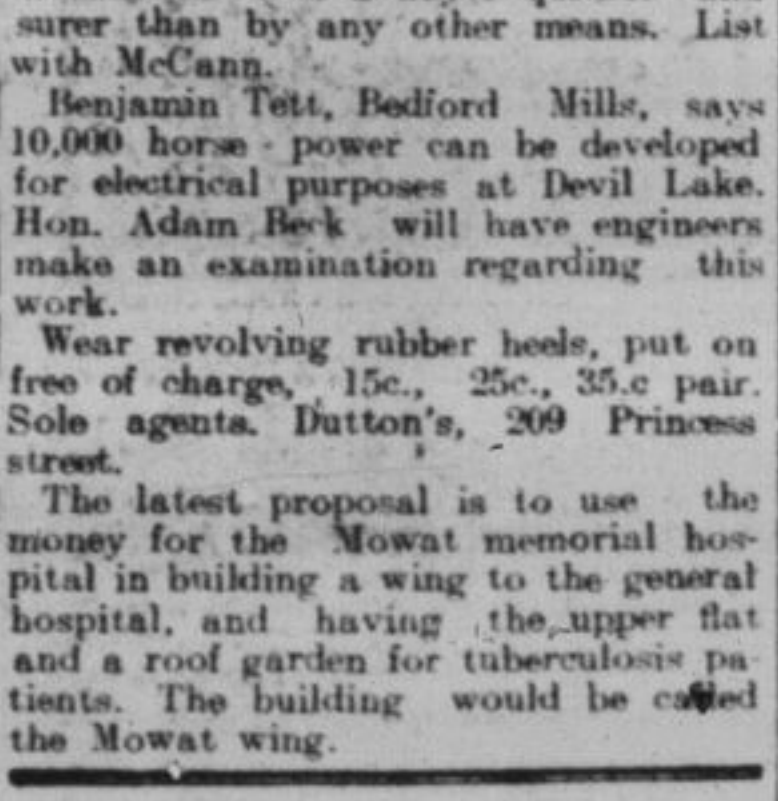 surer than by any other means. List
with McCann.
Benjamin Tett, Bedford Mills, says
10,000 horse - power can be developed
for electrical purposes at Devil Lake.
Hon. Adam Beck will have engineers
make an examination regarding this
work.
Wear revolving rubber heels, put on
free of charge, 15c., 25c., 35.c pair.
Sole agents. Dutton's, 209 Princess
street.
The latest proposal is to use the
money for the Mowat memorial hos-
pital in building a wing to the general
hospital, and having the upper flat
and a roof garden for tuberculosis pa-
tients. The building would be called
the Mowat wing.